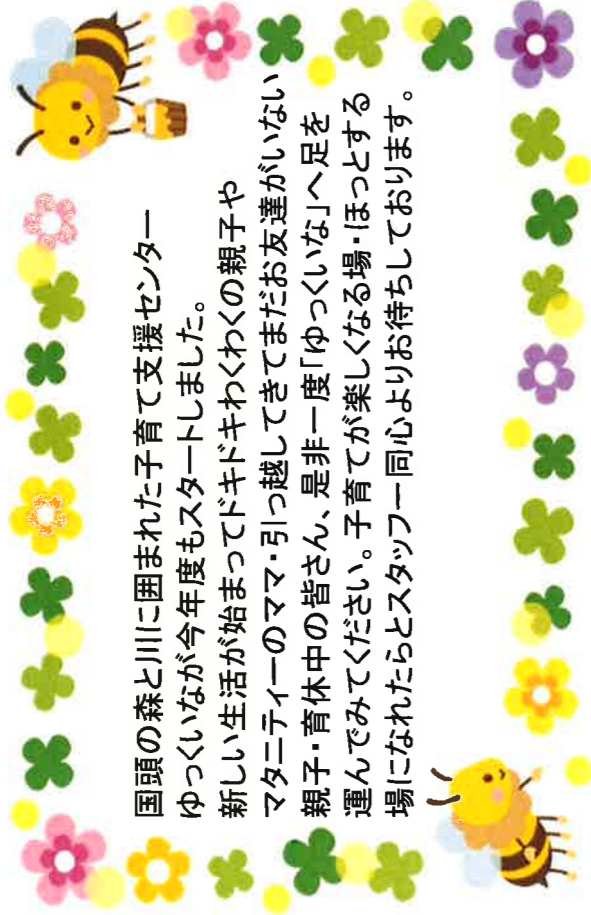 国頭の森と川に囲まれた子育て支援センター
ゆっくいなが今年度もスタートしました。
新しい生活が始まってドキドキわくわくの親子や
マタニティーのママ・引っ越してきてまだお友達がいない
親子・育休中の皆さん、是非一度「ゆっくいな」へ足を
運んでみてください。子育てが楽しくなる場・ほっとする
場になれたらとスタッフ一同心よりお待ちしております。